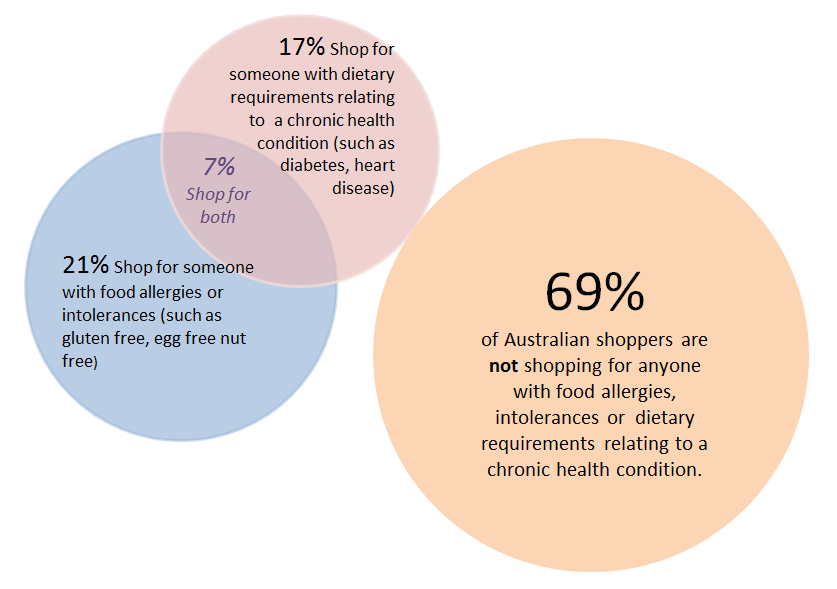 17% Shop for
someone with dietary
requirements relating
to a chronic health
condition (such as
diabetes, heart
disease)
7%
Shop for
both
21% Shop for someone
with food allergies or
intolerances (such as
gluten free, egg free nut
free)
69%
of Australian shoppers are
not shopping for anyone
with food allergies,
intolerances or dietary
requirements relating to a
chronic health condition.